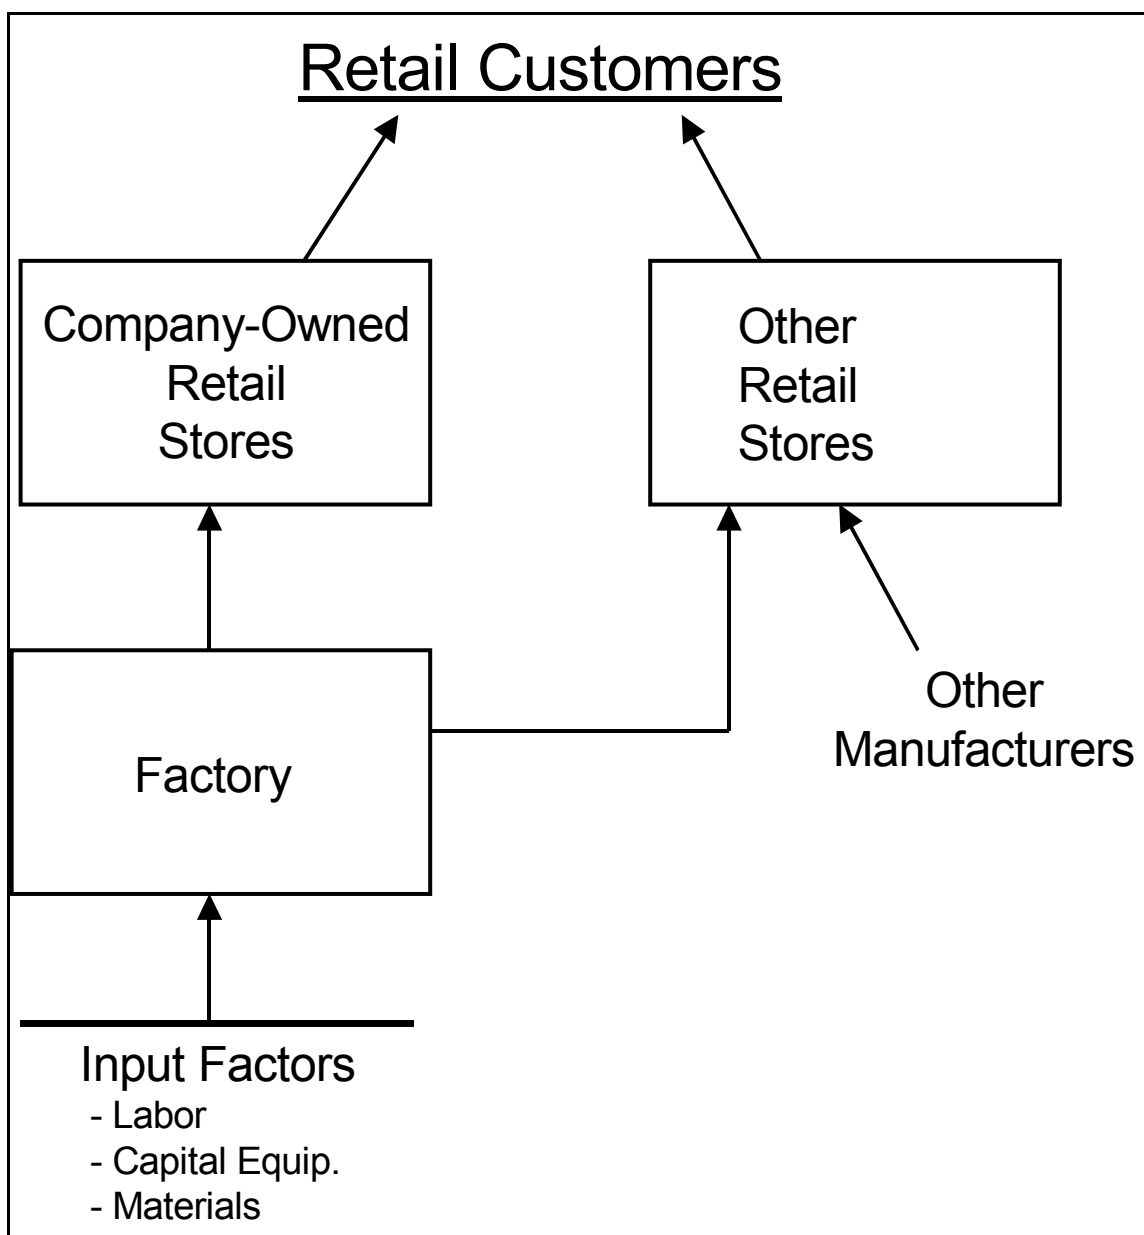 Retail Customers
Company-Owned
Retail
Stores
Other
Retail
Stores
Factory
Other
Manufacturers
Input Factors
- Labor
- Capital Equip.
- Materials